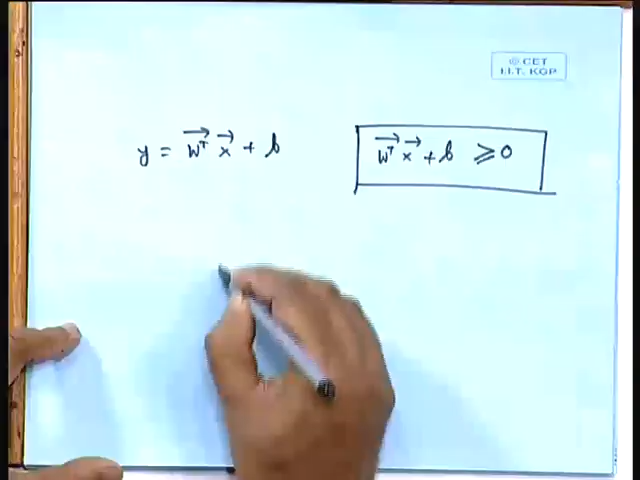 © CET
I.I.T. KGP
y = w⃗ᵀ x⃗ + b
w⃗ᵀ x⃗ + b ≥ 0